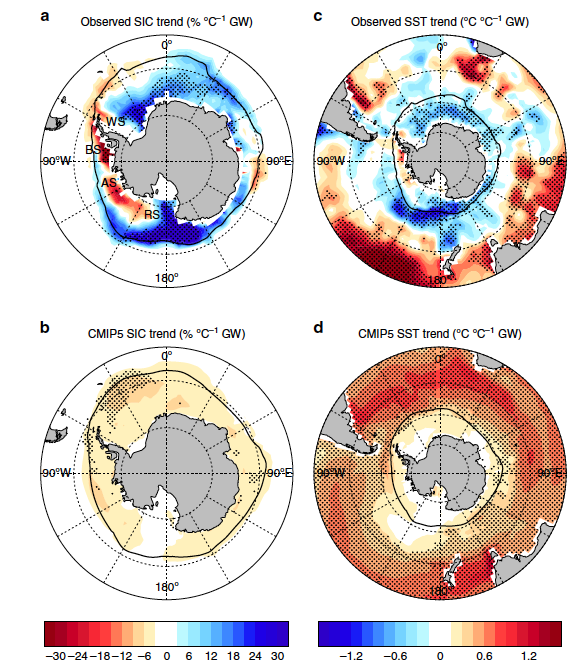 a Observed SIC trend (% °C⁻¹ GW)
0°
WS
BS
90°W
90°E
AS
RS
180°
c Observed SST trend (°C °C⁻¹ GW)
0°
90°W
90°E
180°
b CMIP5 SIC trend (% °C⁻¹ GW)
0°
90°W
90°E
180°
d CMIP5 SST trend (°C °C⁻¹ GW)
0°
90°W
90°E
180°
−30 −24 −18 −12 −6 0 6 12 18 24 30
−1.2 −0.6 0 0.6 1.2